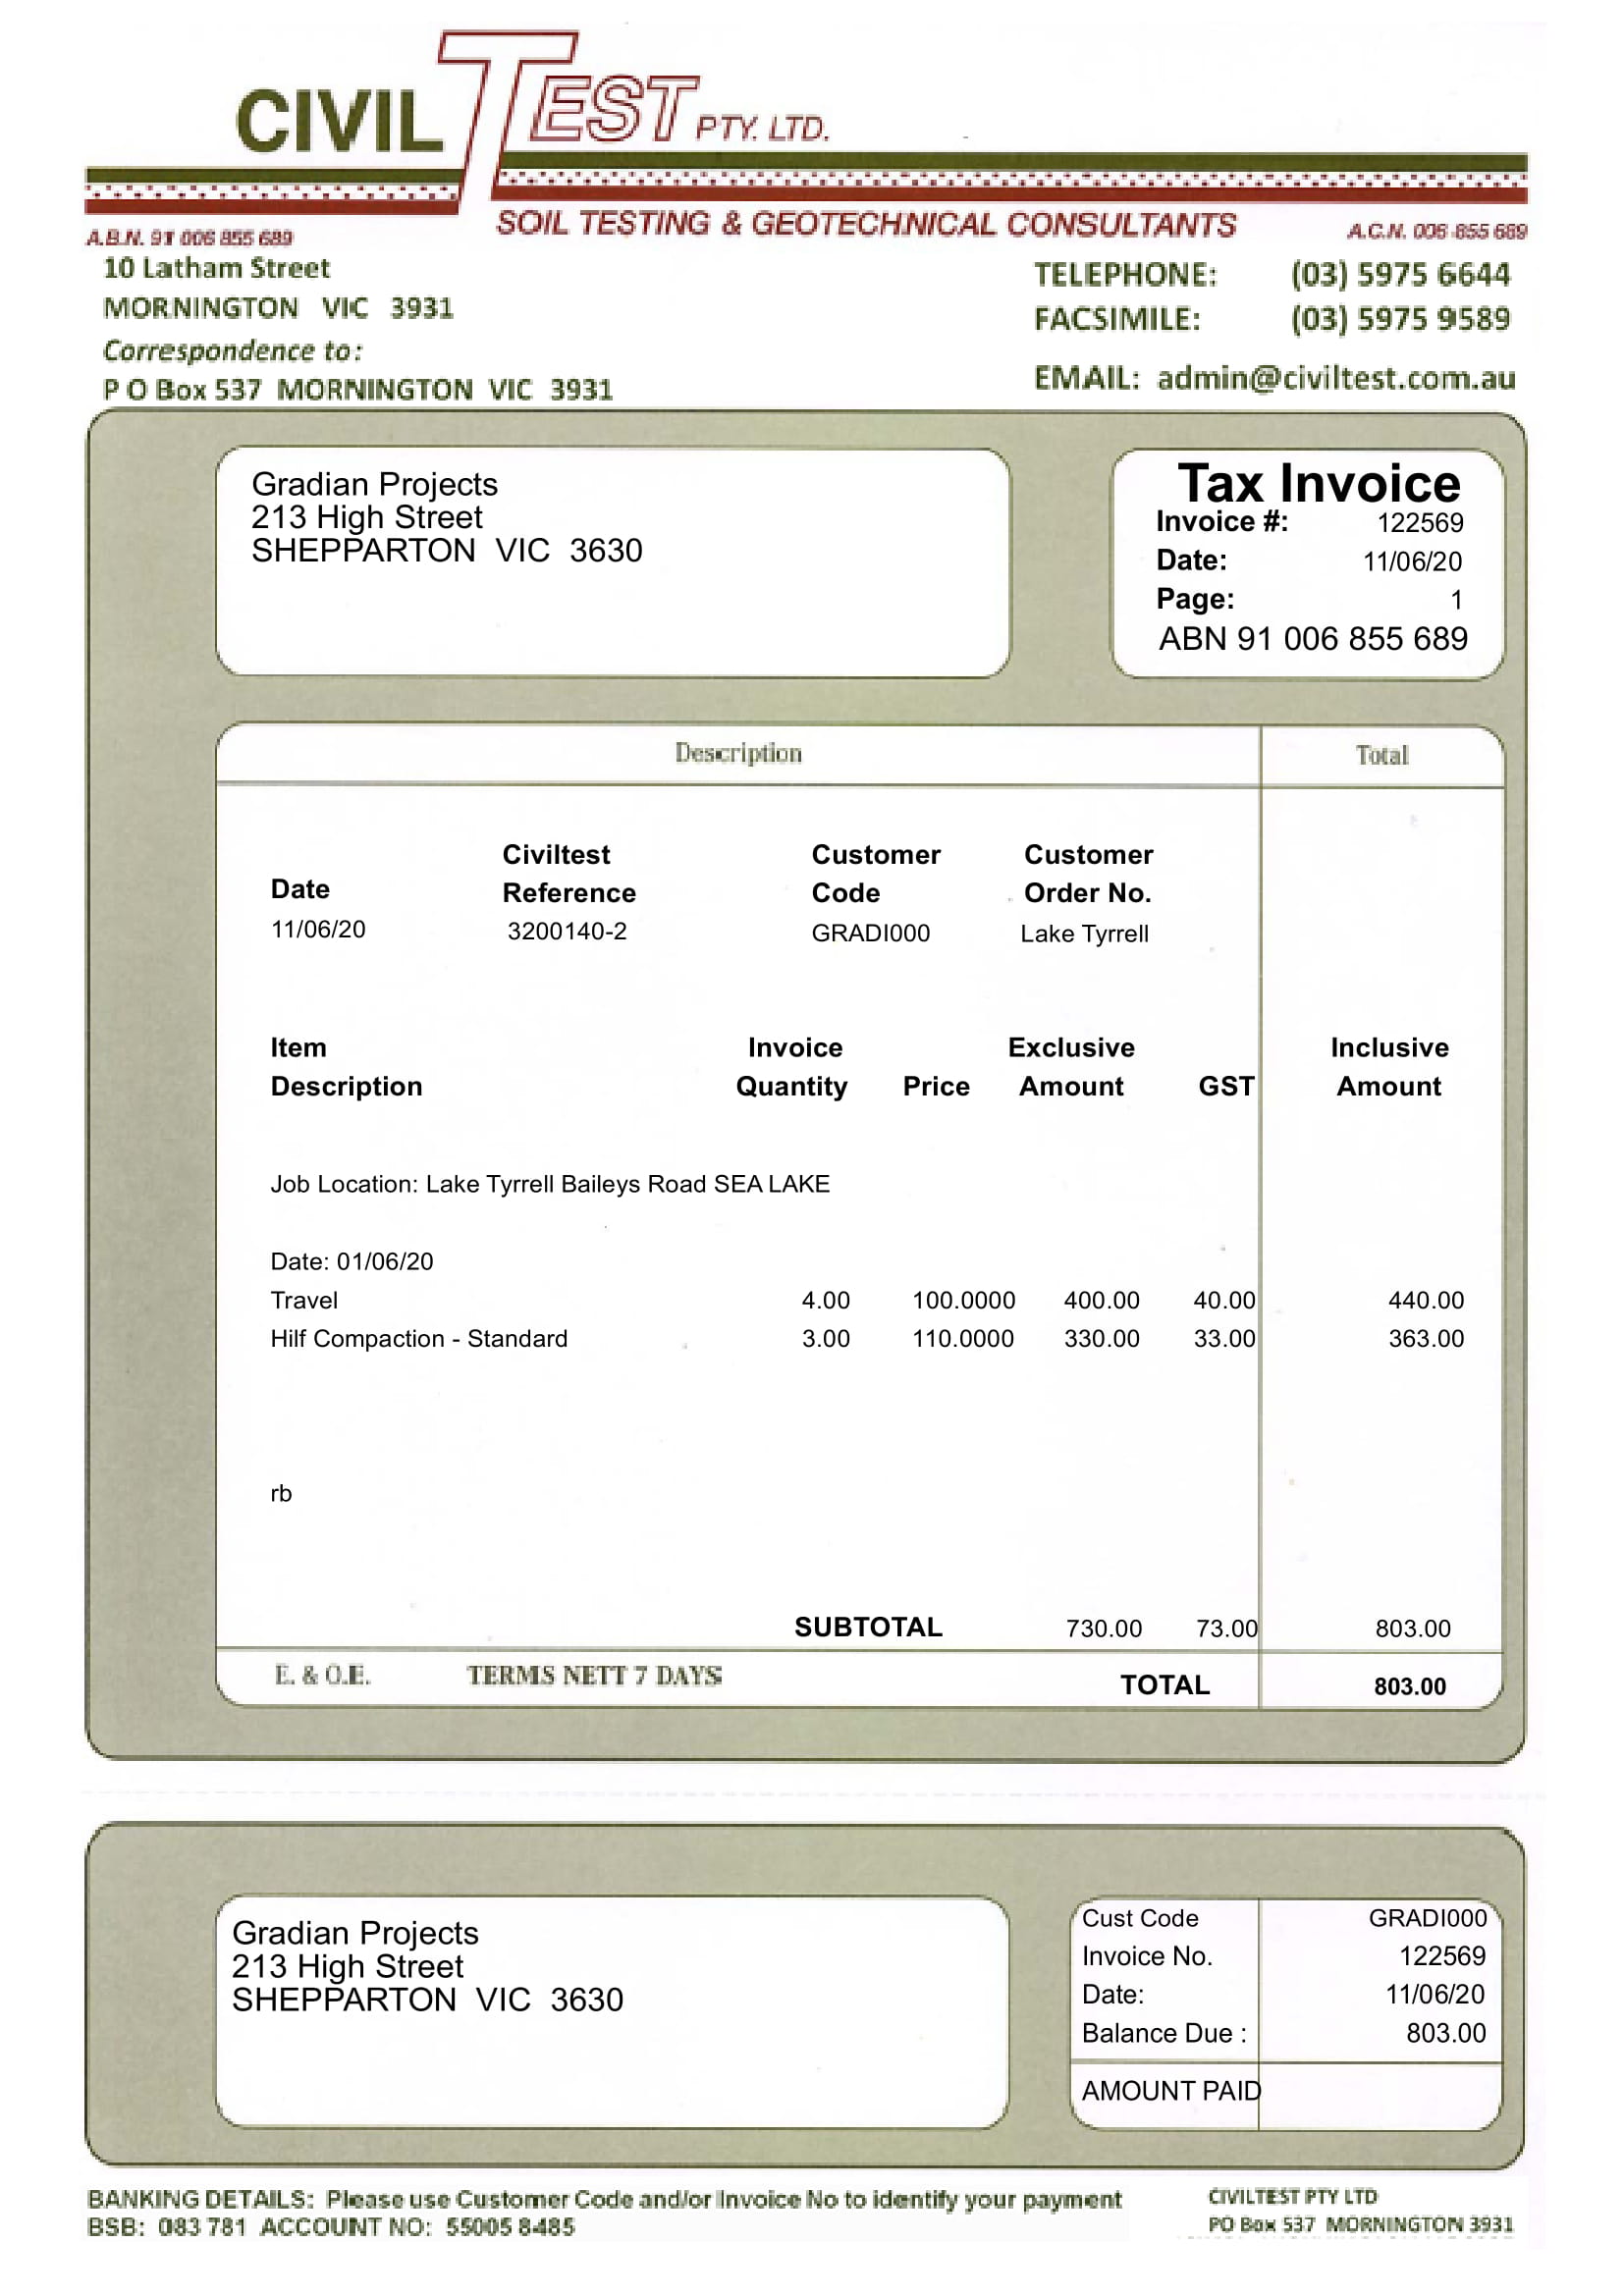 CIVIL TEST PTY. LTD.
SOIL TESTING & GEOTECHNICAL CONSULTANTS
A.B.N. 91 006 855 689
A.C.N. 006 855 689
10 Latham Street
MORNINGTON VIC 3931
Correspondence to:
P O Box 537 MORNINGTON VIC 3931
TELEPHONE: (03) 5975 6644
FACSIMILE: (03) 5975 9589
EMAIL: admin@civiltest.com.au
Gradian Projects
213 High Street
SHEPPARTON VIC 3630
Tax Invoice
Invoice #: 122569
Date: 11/06/20
Page: 1
ABN 91 006 855 689
Description Total
Civiltest Customer Customer
Date Reference Code Order No.
11/06/20 3200140-2 GRADI000 Lake Tyrrell
Item Invoice Exclusive Inclusive
Description Quantity Price Amount GST Amount
Job Location: Lake Tyrrell Baileys Road SEA LAKE
Date: 01/06/20
Travel 4.00 100.0000 400.00 40.00 440.00
Hilf Compaction - Standard 3.00 110.0000 330.00 33.00 363.00
rb
SUBTOTAL 730.00 73.00 803.00
E. & O.E. TERMS NETT 7 DAYS TOTAL 803.00
Gradian Projects
213 High Street
SHEPPARTON VIC 3630
Cust Code GRADI000
Invoice No. 122569
Date: 11/06/20
Balance Due : 803.00
AMOUNT PAID
BANKING DETAILS: Please use Customer Code and/or Invoice No to identify your payment
BSB: 083 781 ACCOUNT NO: 55005 8485
CIVILTEST PTY LTD
PO Box 537 MORNINGTON 3931